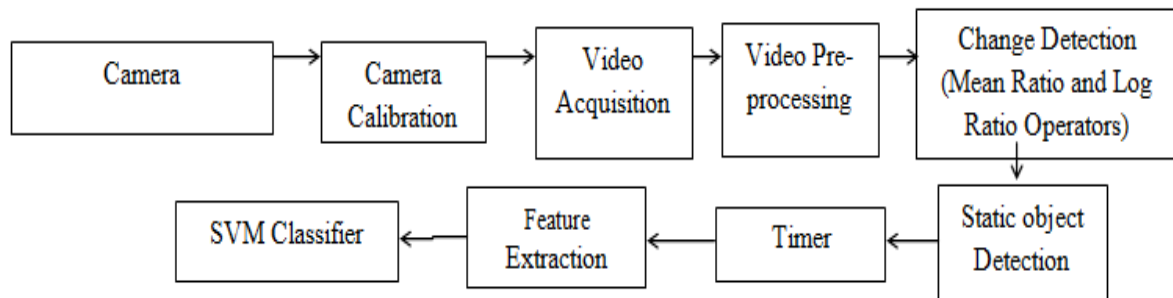 Camera
Camera
Calibration
Video
Acquisition
Video Pre-
processing
Change Detection
(Mean Ratio and Log
Ratio Operators)
Static object
Detection
Timer
Feature
Extraction
SVM Classifier